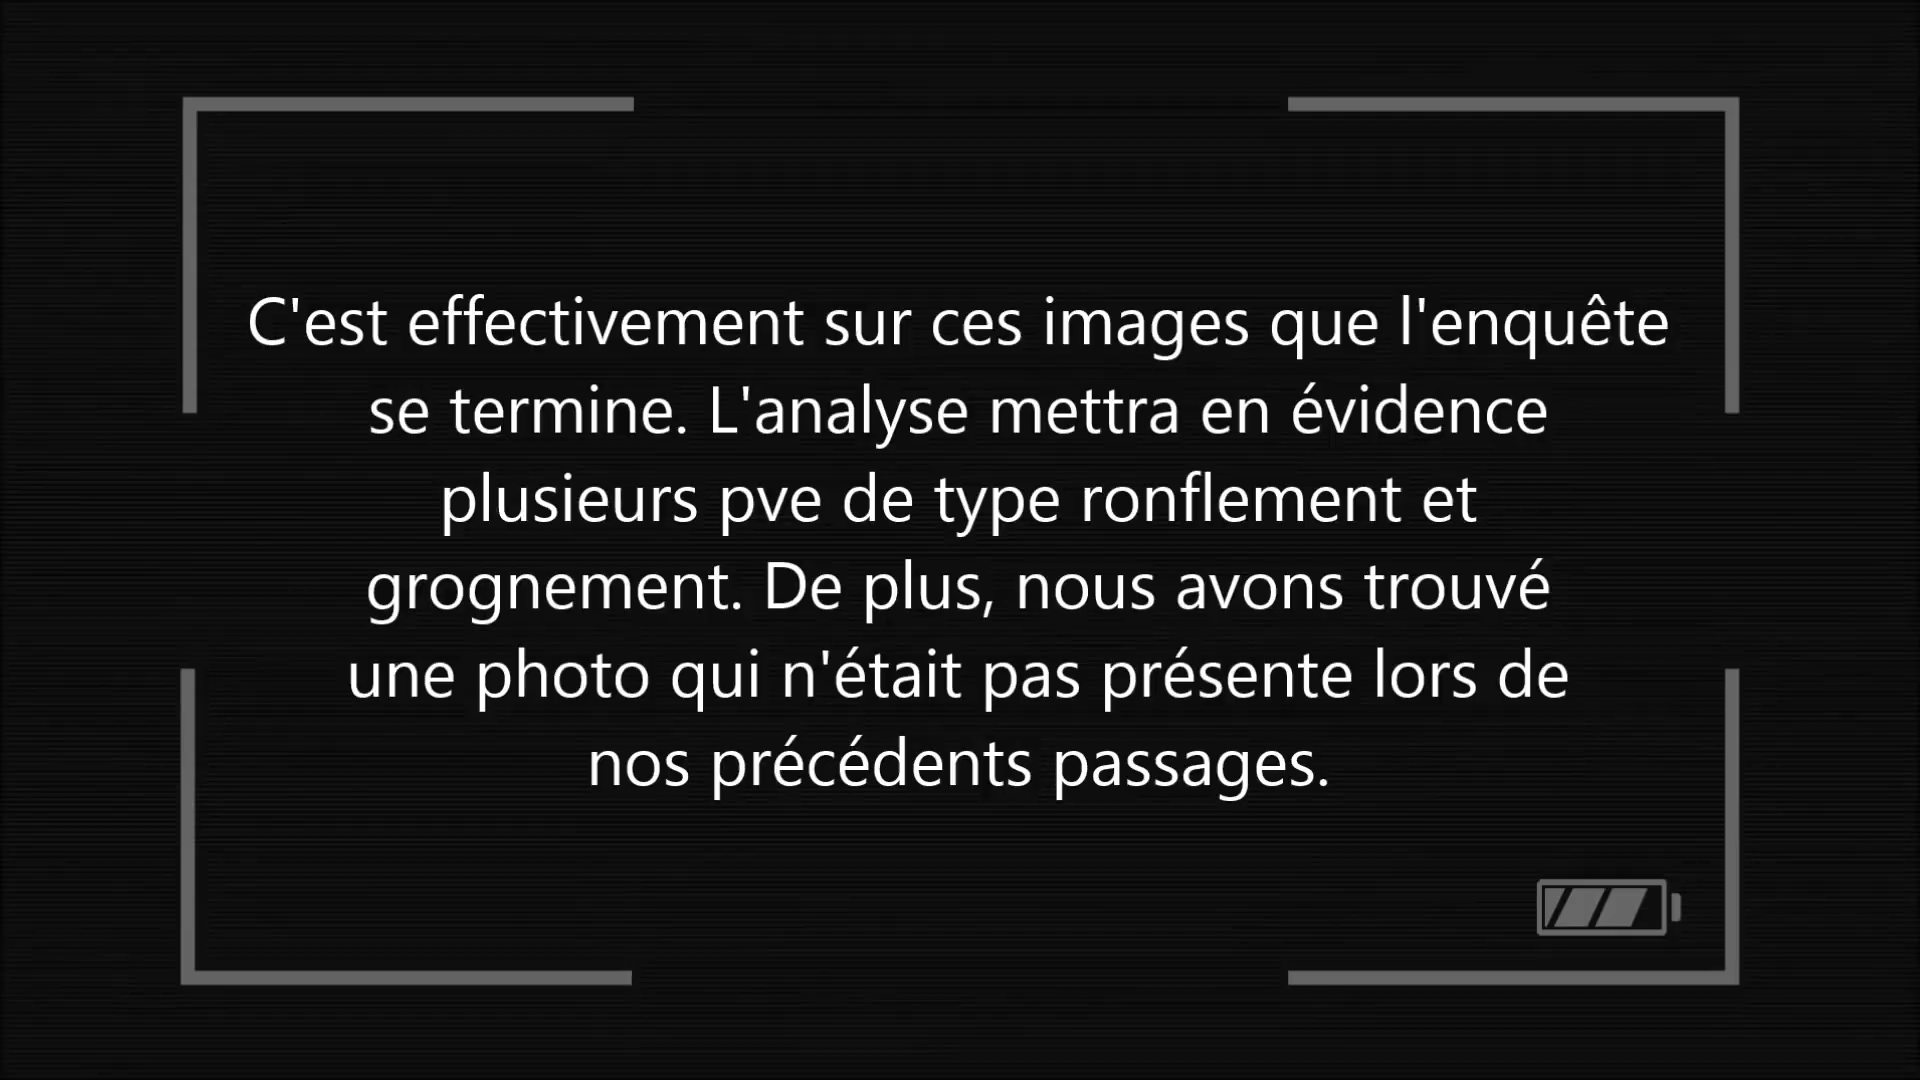 C'est effectivement sur ces images que l'enquête
se termine. L'analyse mettra en évidence
plusieurs pve de type ronflement et
grognement. De plus, nous avons trouvé
une photo qui n'était pas présente lors de
nos précédents passages.